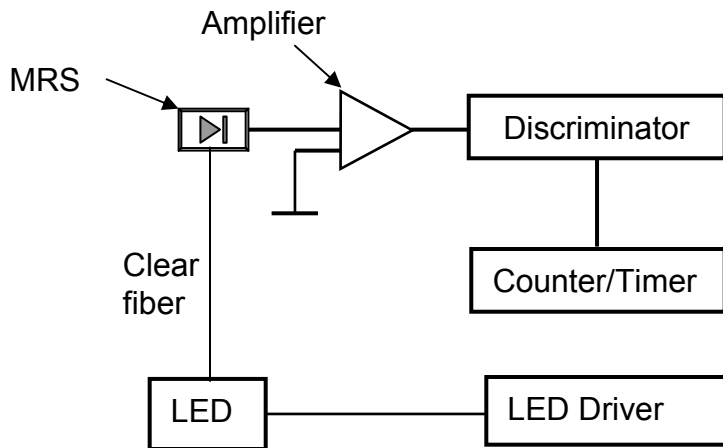 Amplifier
MRS
Discriminator
Clear
fiber
Counter/Timer
LED
LED Driver